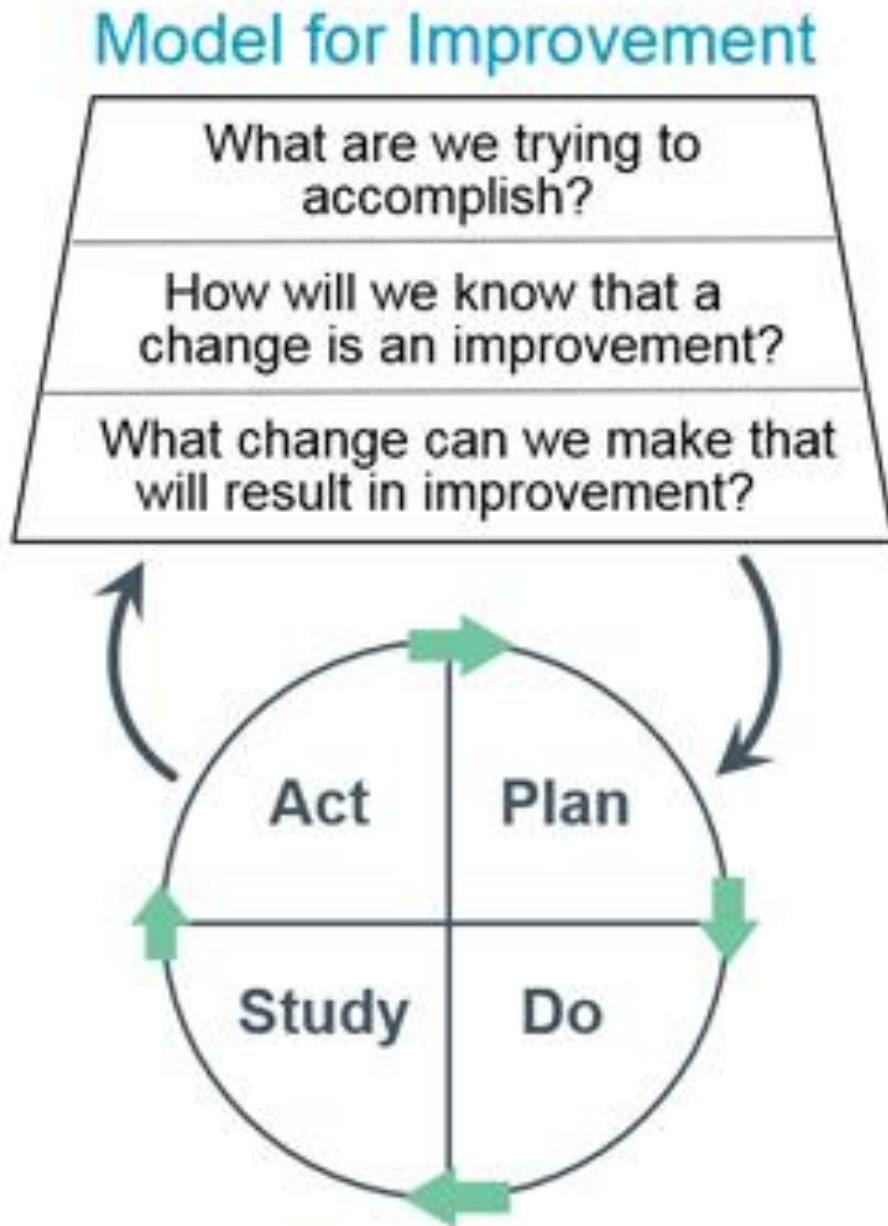 Model for Improvement
What are we trying to
accomplish?
How will we know that a
change is an improvement?
What change can we make that
will result in improvement?
Act
Plan
Study
Do